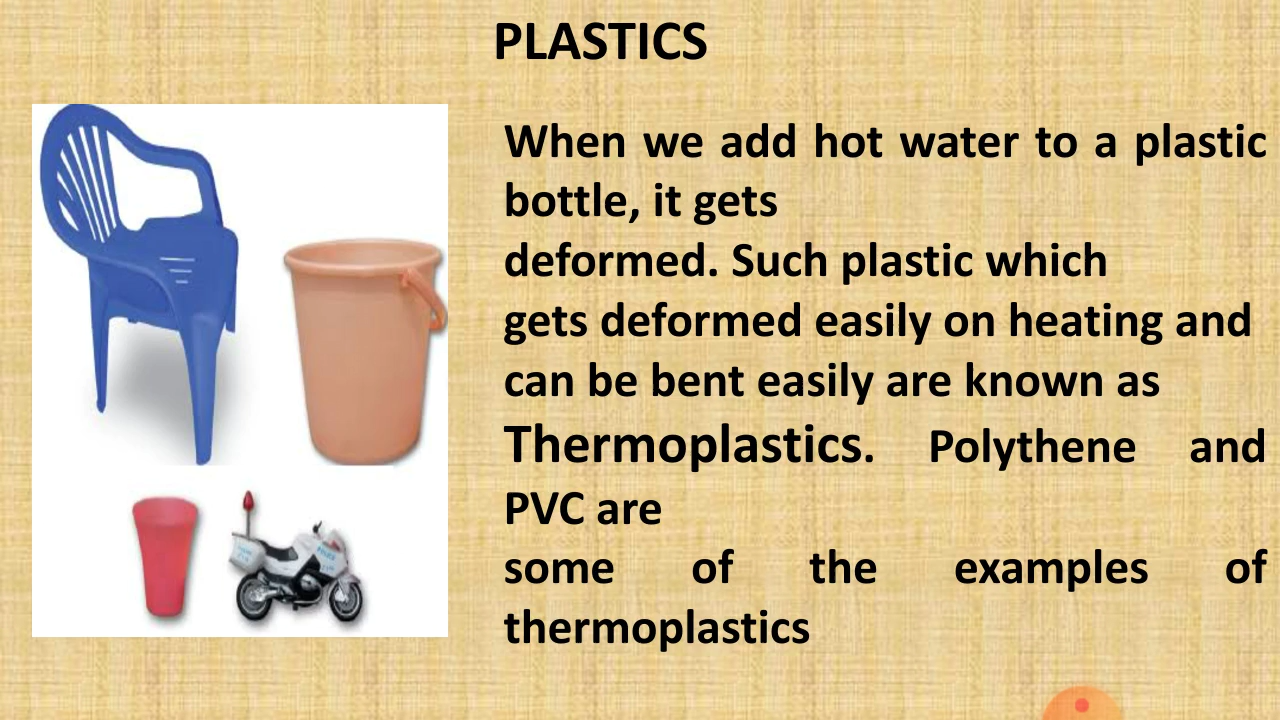 PLASTICS
When we add hot water to a plastic
bottle, it gets
deformed. Such plastic which
gets deformed easily on heating and
can be bent easily are known as
Thermoplastics. Polythene and
PVC are
some of the examples of
thermoplastics